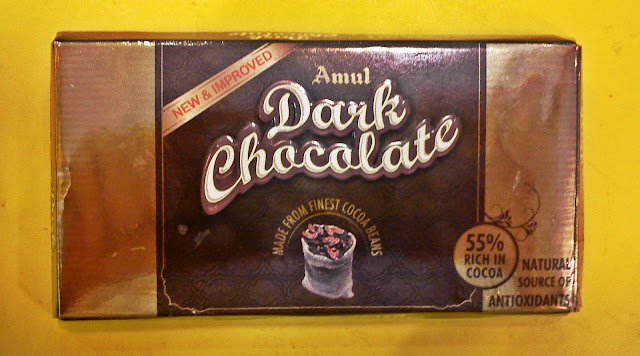 NEW & IMPROVED
Amul
Dark
Chocolate
MADE FROM FINEST COCOA BEANS
55%
RICH IN
COCOA
NATURAL
SOURCE OF
ANTIOXIDANTS